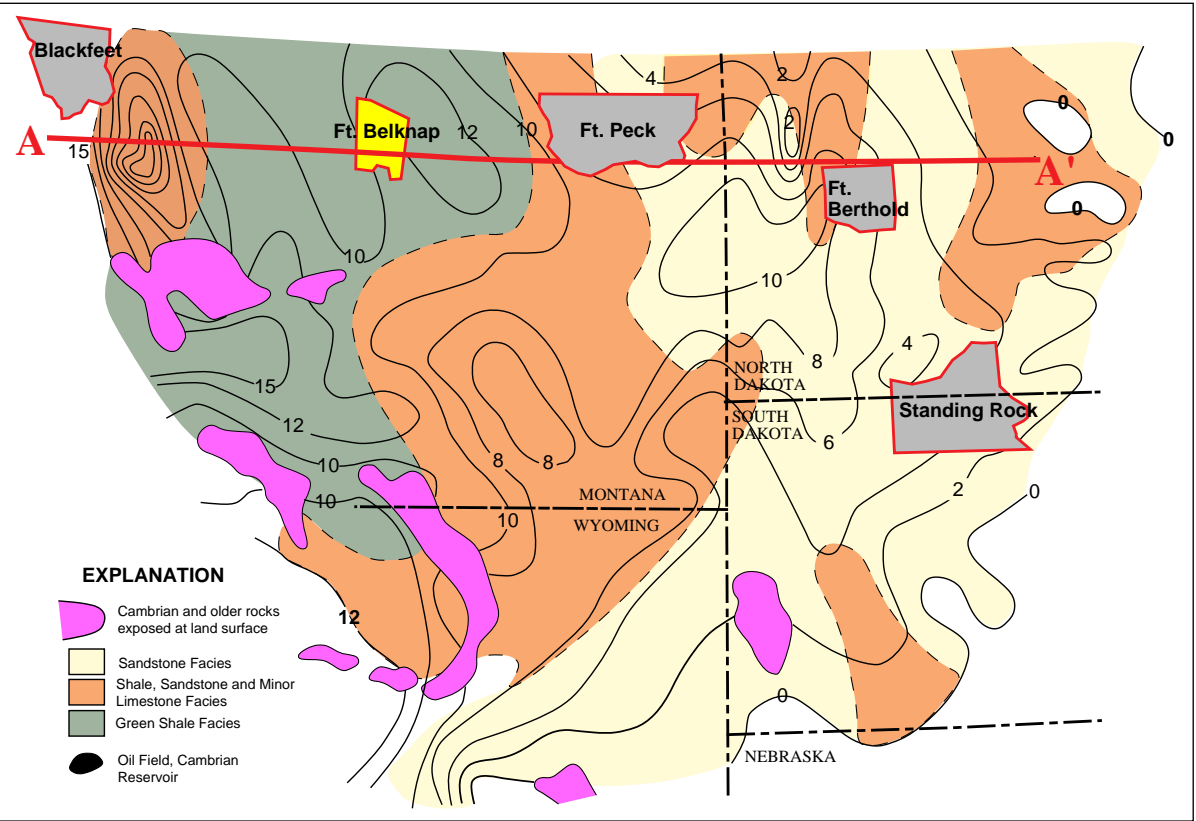 Blackfeet
A
15
Ft. Belknap
12
10
4
Ft. Peck
2
2
0
0
A'
Ft.
Berthold
0
10
10
8
4
NORTH
DAKOTA
SOUTH
DAKOTA
Standing Rock
6
15
12
10
10
8
8
10
MONTANA
WYOMING
2
0
12
0
NEBRASKA
EXPLANATION
Cambrian and older rocks
exposed at land surface
Sandstone Facies
Shale, Sandstone and Minor
Limestone Facies
Green Shale Facies
Oil Field, Cambrian
Reservoir